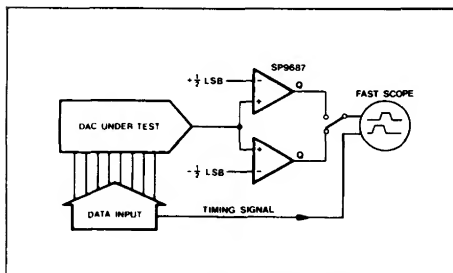 SP9687
+½ LSB
Q
FAST SCOPE
DAC UNDER TEST
-½ LSB
Q
DATA INPUT
TIMING SIGNAL